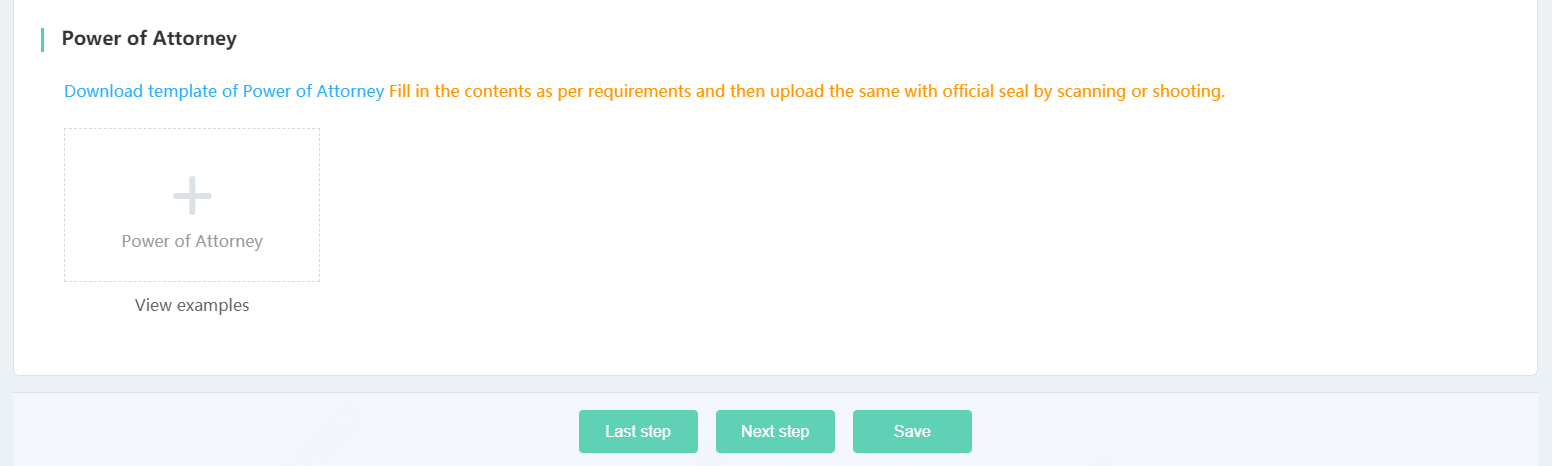 Power of Attorney
Download template of Power of Attorney Fill in the contents as per requirements and then upload the same with official seal by scanning or shooting.
Power of Attorney
View examples
Last step Next step Save